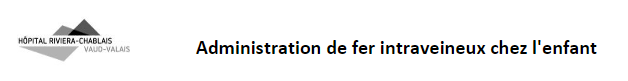 HÔPITAL RIVIERA-CHABLAIS
VAUD-VALAIS
Administration de fer intraveineux chez l'enfant